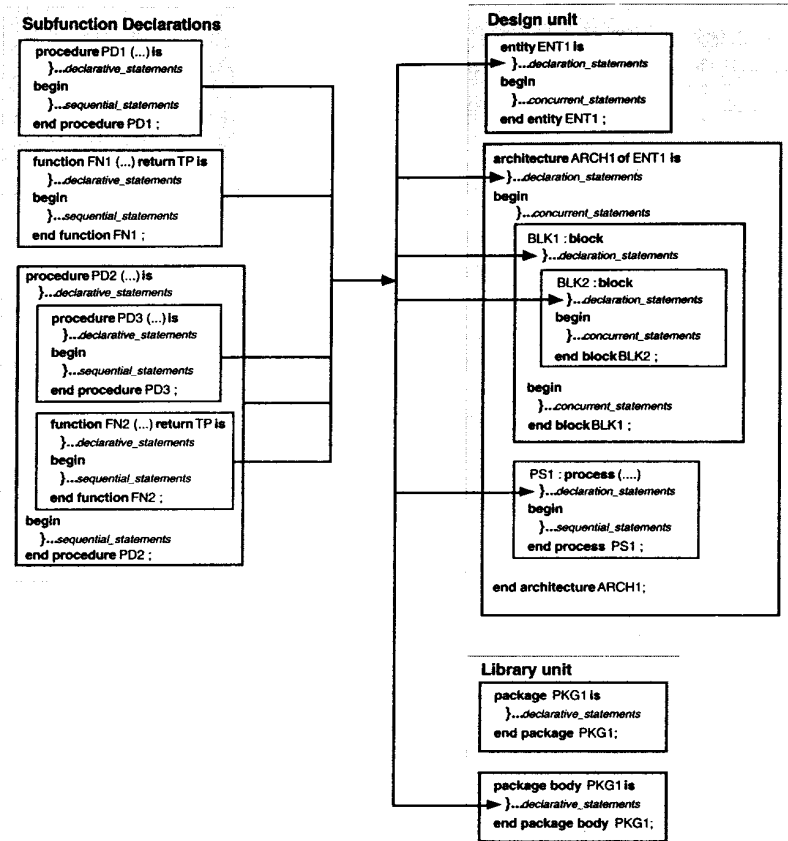 Subfunction Declarations
procedure PD1 (...) is
}...declarative_statements
begin
}...sequential_statements
end procedure PD1 ;
function FN1 (...) return TP is
}...declarative_statements
begin
}...sequential_statements
end function FN1 ;
procedure PD2 (...) is
}...declarative_statements
procedure PD3 (...) is
}...declarative_statements
begin
}...sequential_statements
end procedure PD3 ;
function FN2 (...) return TP is
}...declarative_statements
begin
}...sequential_statements
end function FN2 ;
begin
}...sequential_statements
end procedure PD2 ;
Design unit
entity ENT1 is
}...declaration_statements
begin
}...concurrent_statements
end entity ENT1 ;
architecture ARCH1 of ENT1 is
}...declaration_statements
begin
}...concurrent_statements
BLK1 : block
}...declaration_statements
BLK2 : block
}...declaration_statements
begin
}...concurrent_statements
end block BLK2 ;
begin
}...concurrent_statements
end block BLK1 ;
PS1 : process (....)
}...declaration_statements
begin
}...sequential_statements
end process PS1 ;
end architecture ARCH1;
Library unit
package PKG1 is
}...declarative_statements
end package PKG1;
package body PKG1 is
}...declarative_statements
end package body PKG1;